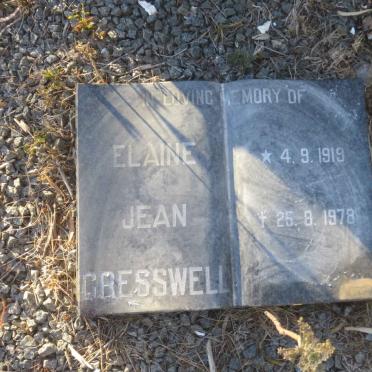 IN LOVING MEMORY OF
ELAINE
JEAN
CRESSWELL
★ 4. 9. 1919
† 25. 8. 1978